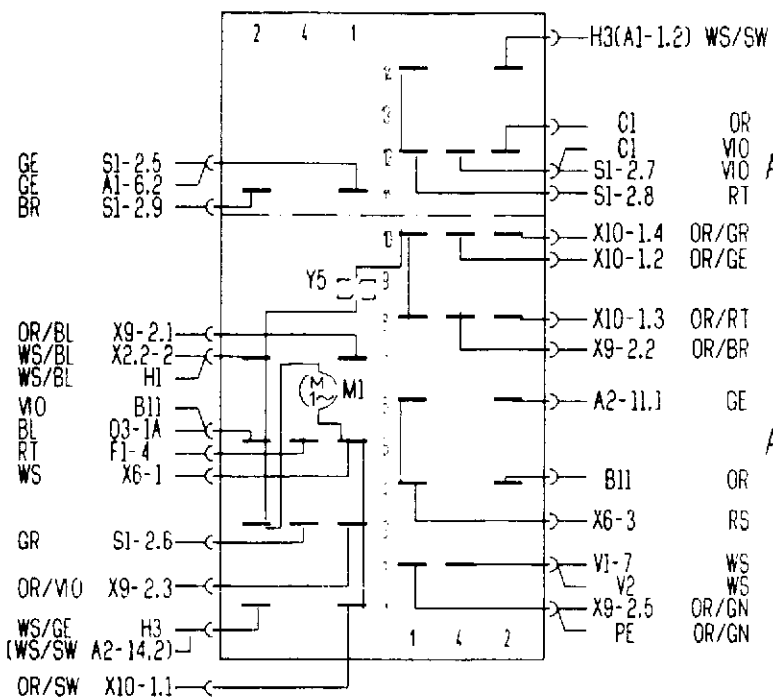 2 4 1
H3(A1-1.2) WS/SW
C1 OR
C1 VIO
S1-2.7 VIO
S1-2.8 RT
GE S1-2.5
GE A1-6.2
BR S1-2.9
X10-1.4 OR/GR
X10-1.2 OR/GE
Y5
X10-1.3 OR/RT
X9-2.2 OR/BR
OR/BL X9-2.1
WS/BL X2.2-2
WS/BL H1
M
1~
M1
VIO B11
BL Q3-1A
RT F1-4
WS X6-1
A2-11.1 GE
B11 OR
X6-3 RS
GR S1-2.6
OR/VIO X9-2.3
V1-7 WS
V2 WS
X9-2.5 OR/GN
PE OR/GN
WS/GE H3
(WS/SW A2-14.2)
OR/SW X10-1.1
1 4 2